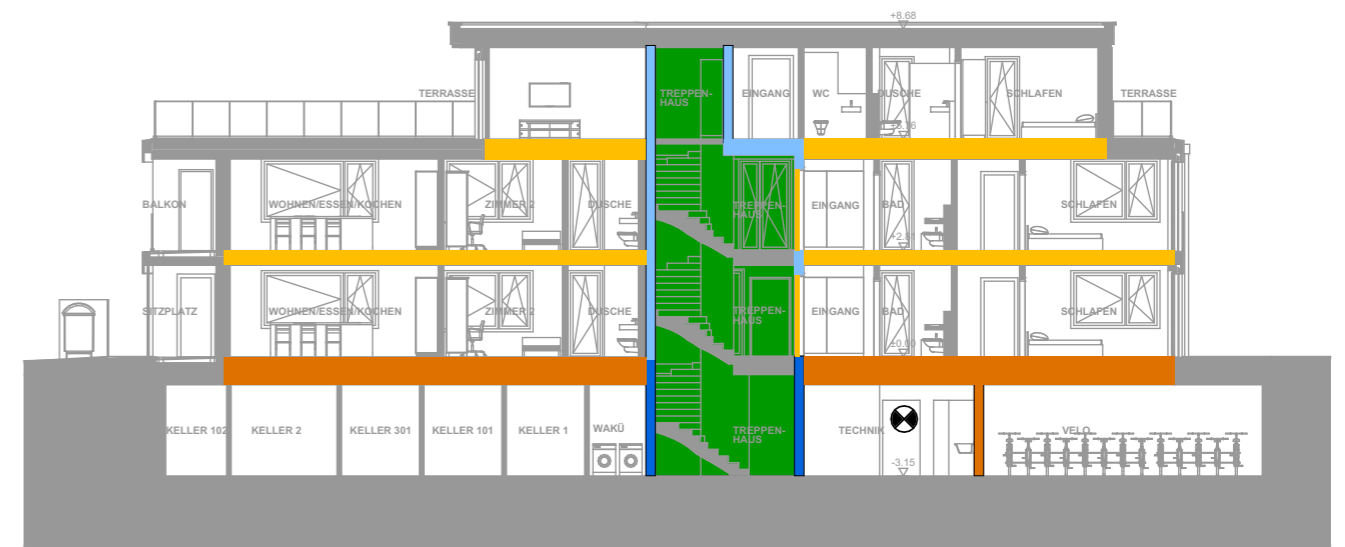 +8.68
TERRASSE
TREPPEN-
HAUS
EINGANG
WC
DUSCHE
SCHLAFEN
TERRASSE
BALKON
WOHNEN/ESSEN/KOCHEN
ZIMMER 2
DUSCHE
TREPPEN-
HAUS
EINGANG
BAD
SCHLAFEN
SITZPLATZ
WOHNEN/ESSEN/KOCHEN
ZIMMER 2
DUSCHE
TREPPEN-
HAUS
EINGANG
BAD
SCHLAFEN
±0.00
KELLER 102
KELLER 2
KELLER 301
KELLER 101
KELLER 1
WAKÜ
TREPPEN-
HAUS
TECHNIK
VELO
-3.15